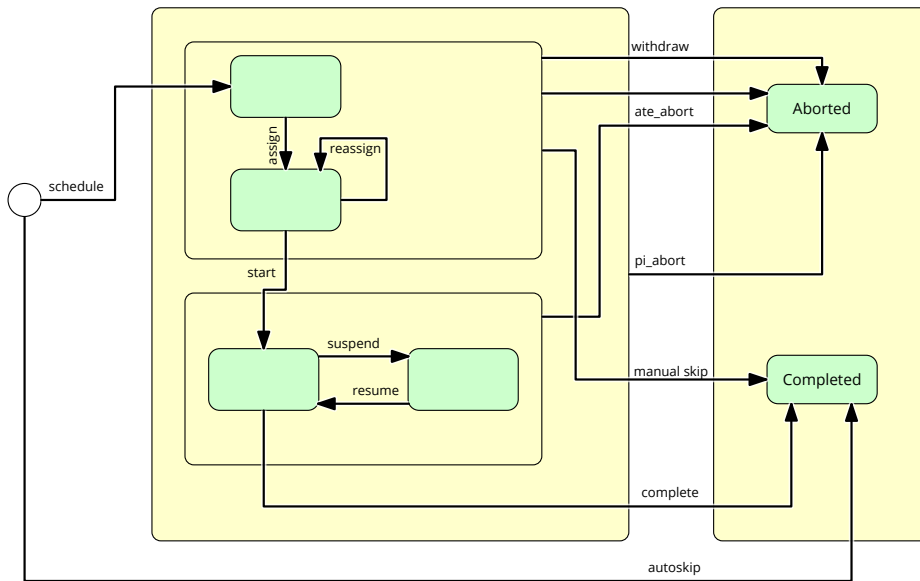 withdraw
Aborted
ate_abort
assign
reassign
schedule
start
pi_abort
suspend
resume
manual skip
Completed
complete
autoskip